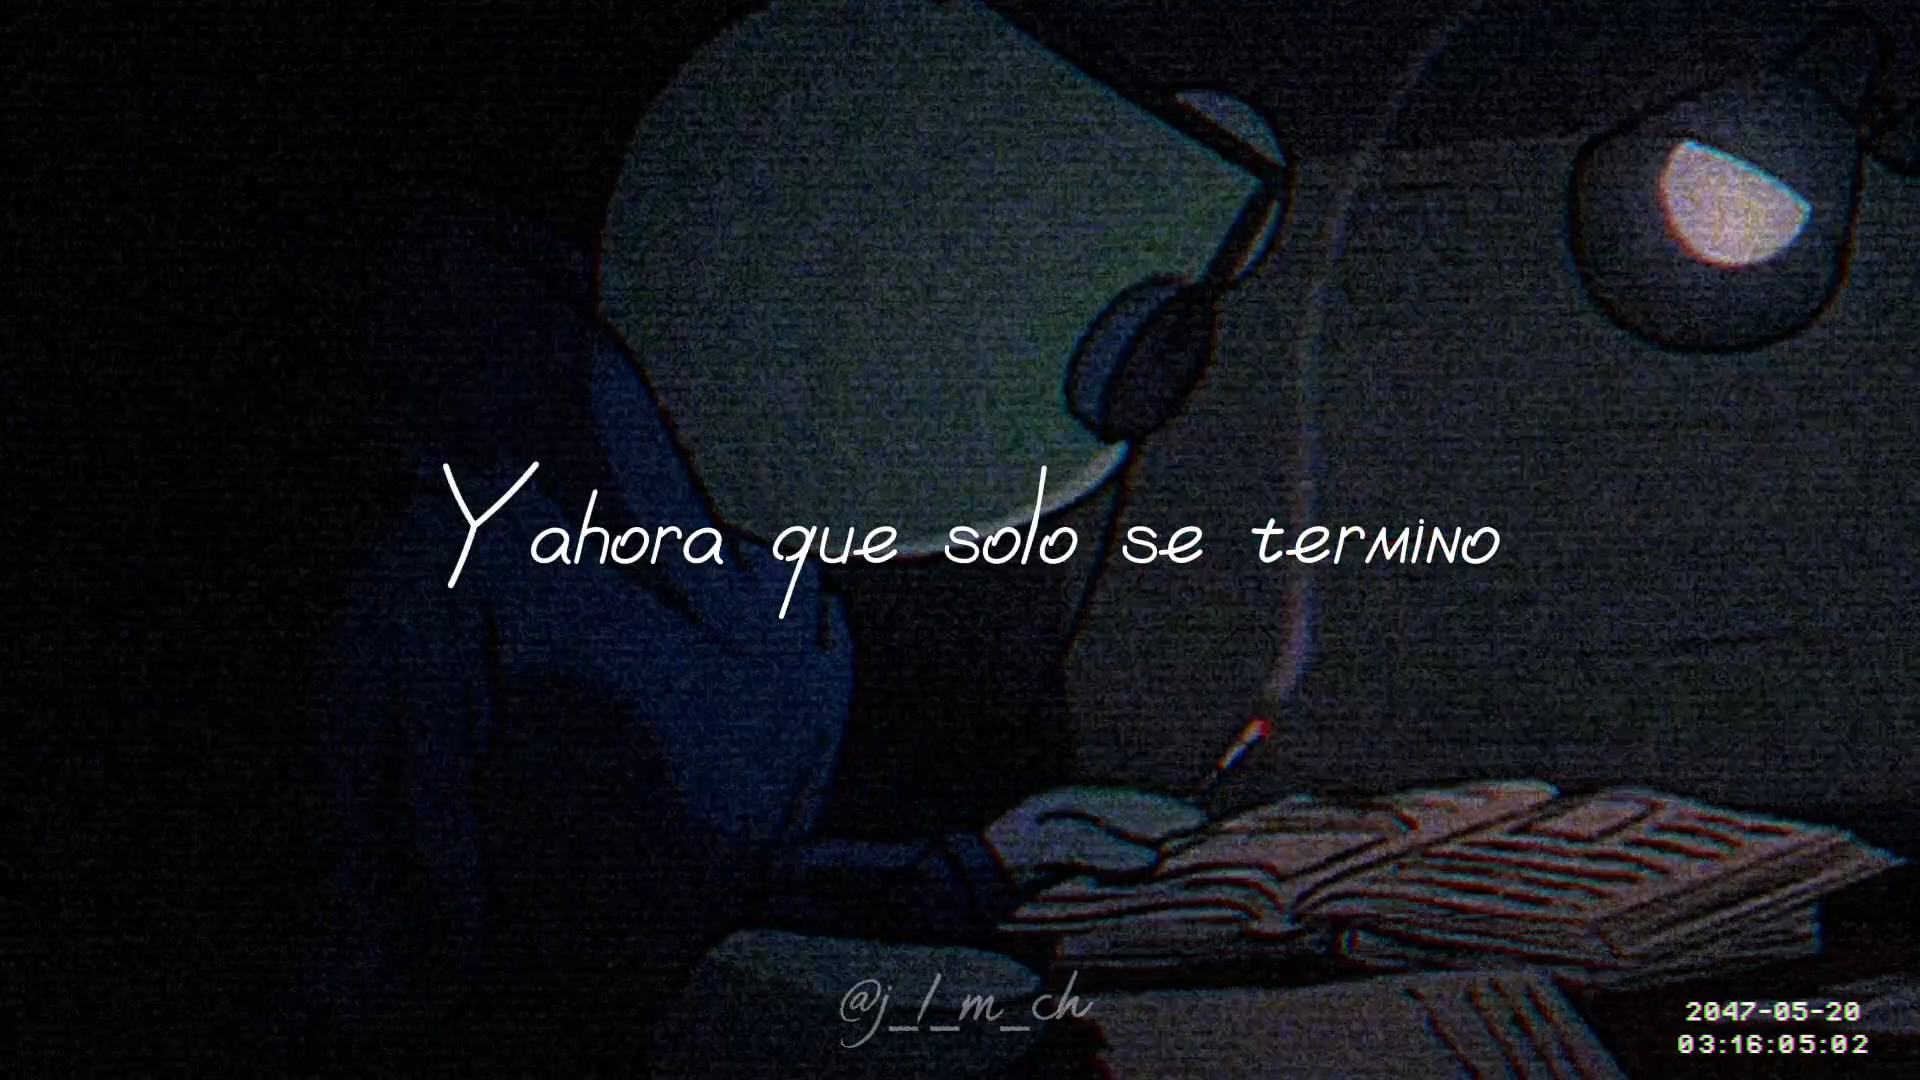 Y ahora que solo se termino
@j_l_m_ch
2047-05-20
03:16:05:02